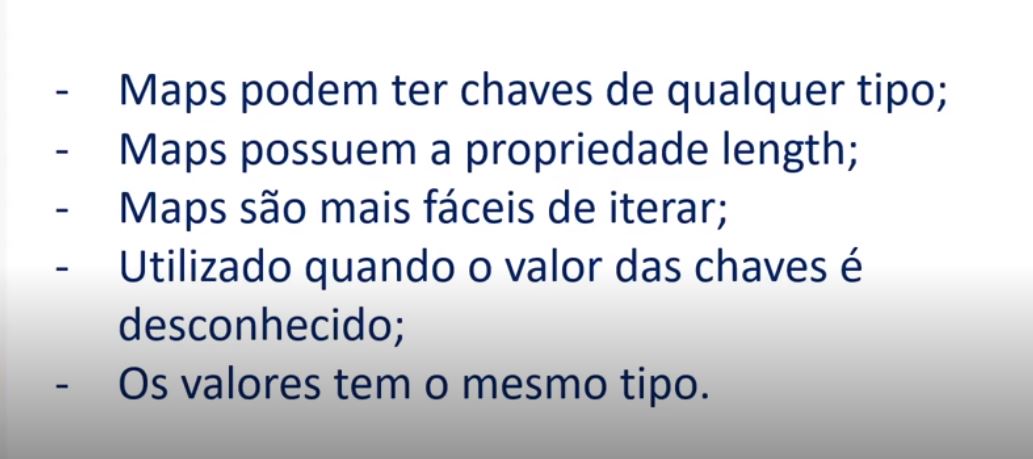 - Maps podem ter chaves de qualquer tipo;
- Maps possuem a propriedade length;
- Maps são mais fáceis de iterar;
- Utilizado quando o valor das chaves é
desconhecido;
- Os valores tem o mesmo tipo.